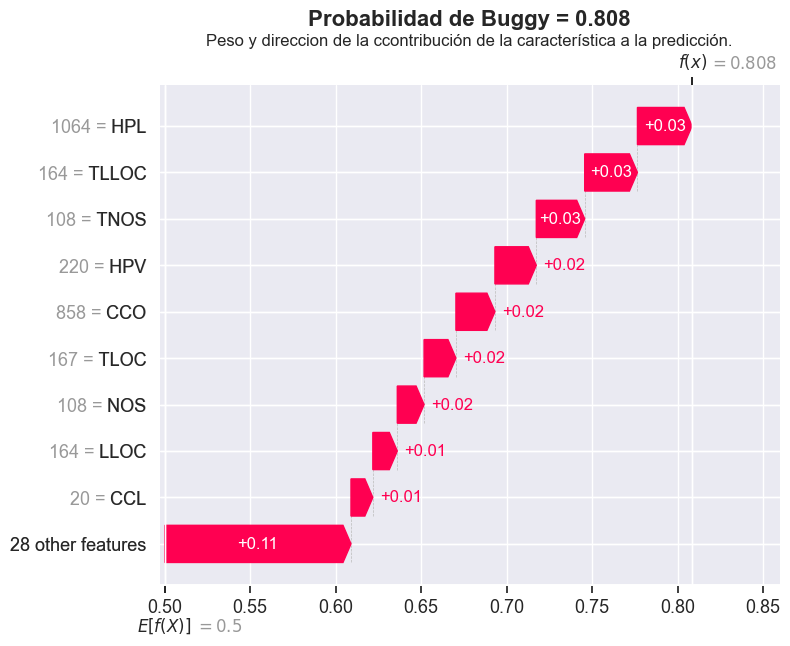 Probabilidad de Buggy = 0.808
Peso y direccion de la ccontribución de la característica a la predicción.
f(x) = 0.808
1064 = HPL +0.03
164 = TLLOC +0.03
108 = TNOS +0.03
220 = HPV +0.02
858 = CCO +0.02
167 = TLOC +0.02
108 = NOS +0.02
164 = LLOC +0.01
20 = CCL +0.01
28 other features +0.11
0.50 0.55 0.60 0.65 0.70 0.75 0.80 0.85
E[f(X)] = 0.5